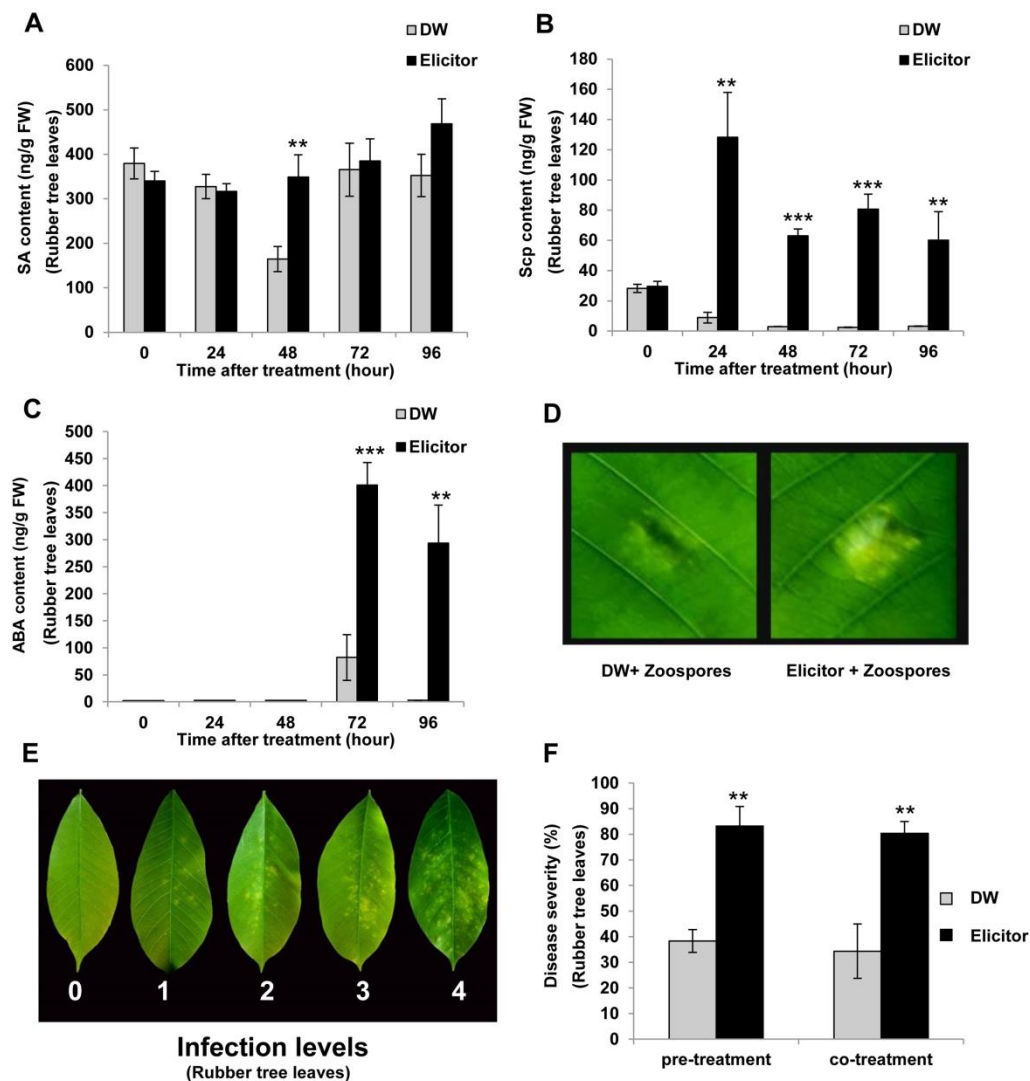 A
DW
Elicitor
SA content (ng/g FW)
(Rubber tree leaves)
600
500
400
300
200
100
0
**
0 24 48 72 96
Time after treatment (hour)
B
DW
Elicitor
Scp content (ng/g FW)
(Rubber tree leaves)
180
160
140
120
100
80
60
40
20
0
**
***
***
**
0 24 48 72 96
Time after treatment (hour)
C
DW
Elicitor
ABA content (ng/g FW)
(Rubber tree leaves)
500
450
400
350
300
250
200
150
100
50
0
***
**
0 24 48 72 96
Time after treatment (hour)
D
DW+ Zoospores
Elicitor + Zoospores
E
0 1 2 3 4
Infection levels
(Rubber tree leaves)
F
Disease severity (%)
(Rubber tree leaves)
100
90
80
70
60
50
40
30
20
10
0
**
**
DW
Elicitor
pre-treatment
co-treatment